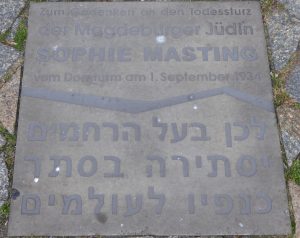 Zum Gedenken an den Todessturz
der Magdeburger Jüdin
SOPHIE MASTING
vom Domturm am 1. September 1934
לכן בעל הרחמים
יסתירה בסתר
כנפיו לעולמים